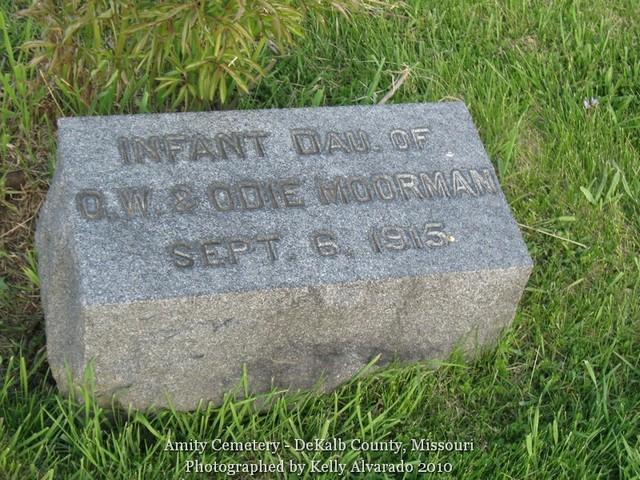 INFANT DAU. OF
O.W. & ODIE MOORMAN
SEPT. 6, 1915.
Amity Cemetery - DeKalb County, Missouri
Photographed by Kelly Alvarado 2010